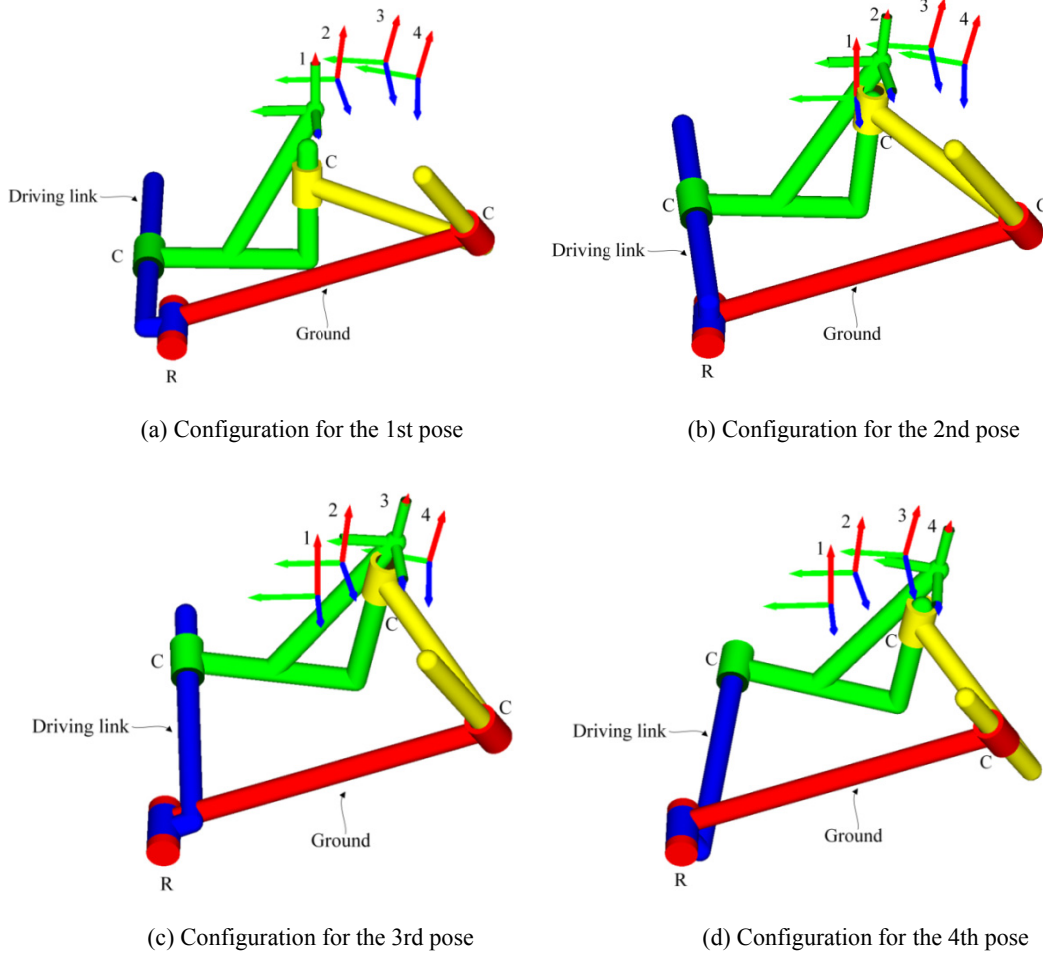 1
2
3
4
C
Driving link
C
C
Ground
R
(a) Configuration for the 1st pose
1
2
3
4
C
C
C
Driving link
Ground
R
(b) Configuration for the 2nd pose
1
2
3
4
C
C
C
Driving link
Ground
R
(c) Configuration for the 3rd pose
1
2
3
4
C
C
C
Driving link
Ground
R
(d) Configuration for the 4th pose